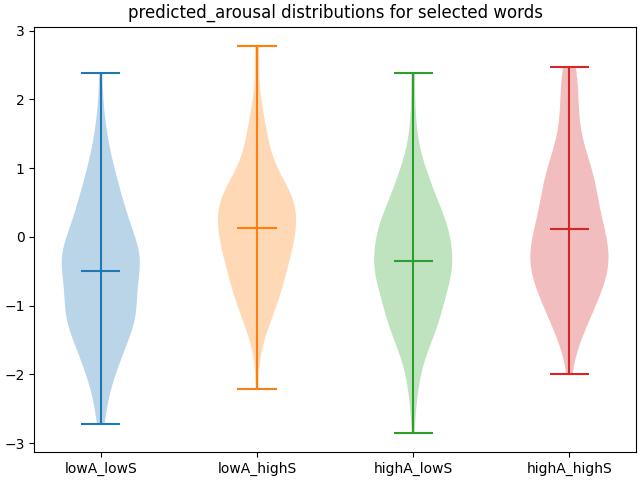 predicted_arousal distributions for selected words
3
2
1
0
−1
−2
−3
lowA_lowS
lowA_highS
highA_lowS
highA_highS